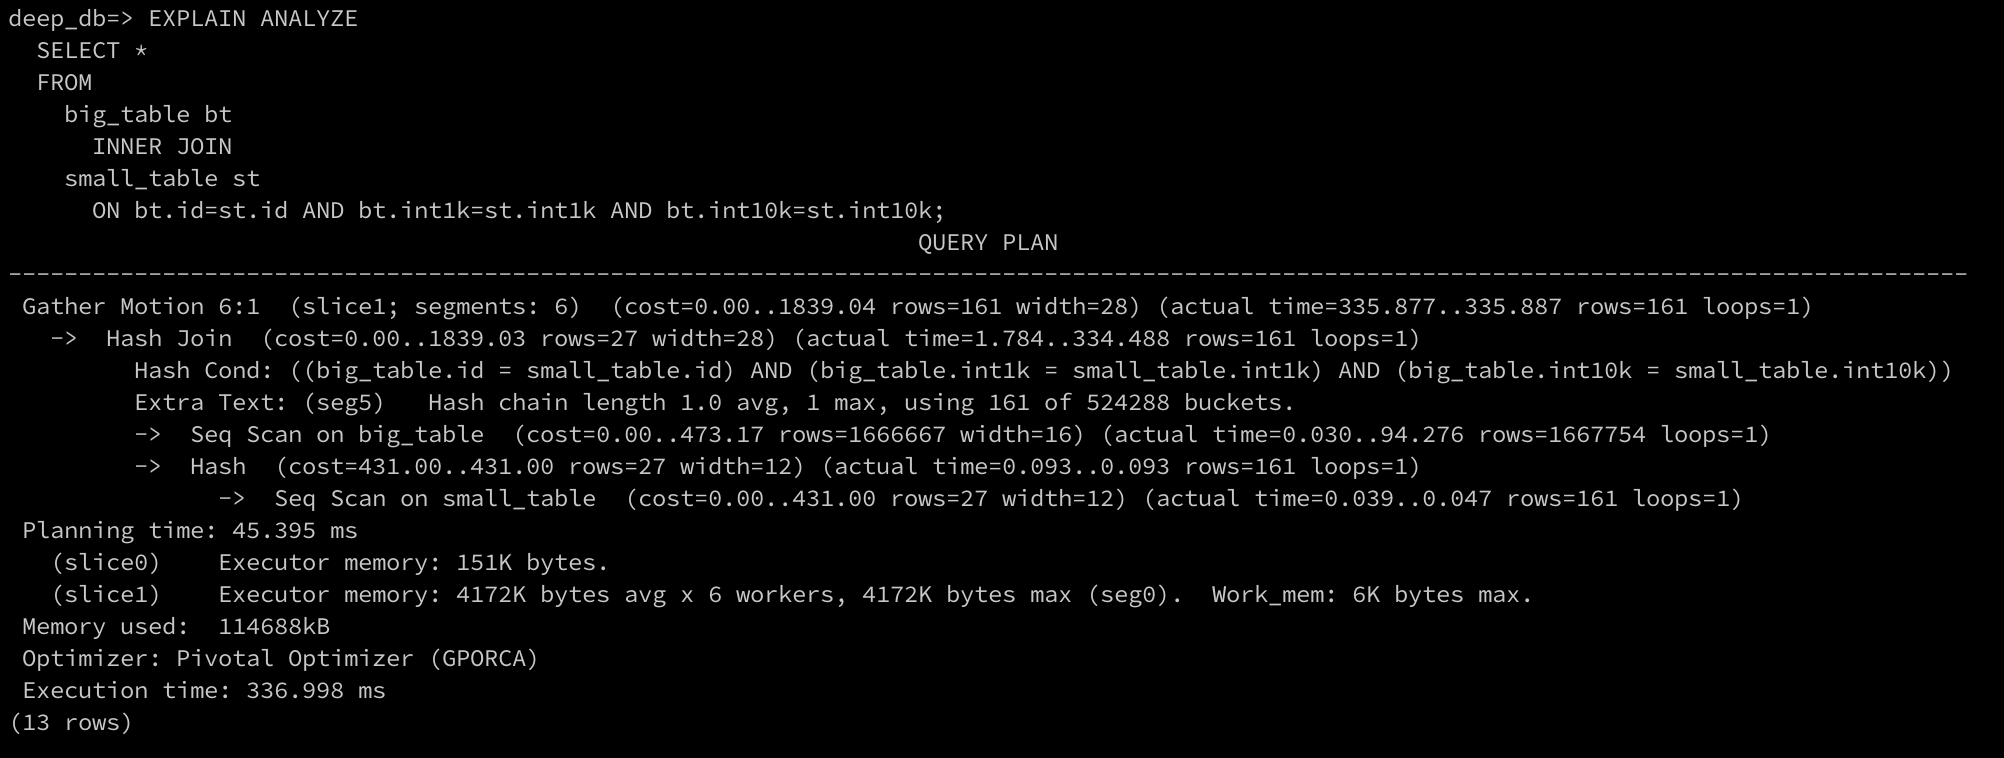 deep_db=> EXPLAIN ANALYZE
  SELECT *
  FROM
    big_table bt
      INNER JOIN
    small_table st
      ON bt.id=st.id AND bt.int1k=st.int1k AND bt.int10k=st.int10k;
                                                                 QUERY PLAN
--------------------------------------------------------------------------------------------------------------------------------------------
 Gather Motion 6:1  (slice1; segments: 6)  (cost=0.00..1839.04 rows=161 width=28) (actual time=335.877..335.887 rows=161 loops=1)
   ->  Hash Join  (cost=0.00..1839.03 rows=27 width=28) (actual time=1.784..334.488 rows=161 loops=1)
         Hash Cond: ((big_table.id = small_table.id) AND (big_table.int1k = small_table.int1k) AND (big_table.int10k = small_table.int10k))
         Extra Text: (seg5)   Hash chain length 1.0 avg, 1 max, using 161 of 524288 buckets.
         ->  Seq Scan on big_table  (cost=0.00..473.17 rows=1666667 width=16) (actual time=0.030..94.276 rows=1667754 loops=1)
         ->  Hash  (cost=431.00..431.00 rows=27 width=12) (actual time=0.093..0.093 rows=161 loops=1)
               ->  Seq Scan on small_table  (cost=0.00..431.00 rows=27 width=12) (actual time=0.039..0.047 rows=161 loops=1)
 Planning time: 45.395 ms
   (slice0)    Executor memory: 151K bytes.
   (slice1)    Executor memory: 4172K bytes avg x 6 workers, 4172K bytes max (seg0).  Work_mem: 6K bytes max.
 Memory used:  114688kB
 Optimizer: Pivotal Optimizer (GPORCA)
 Execution time: 336.998 ms
(13 rows)